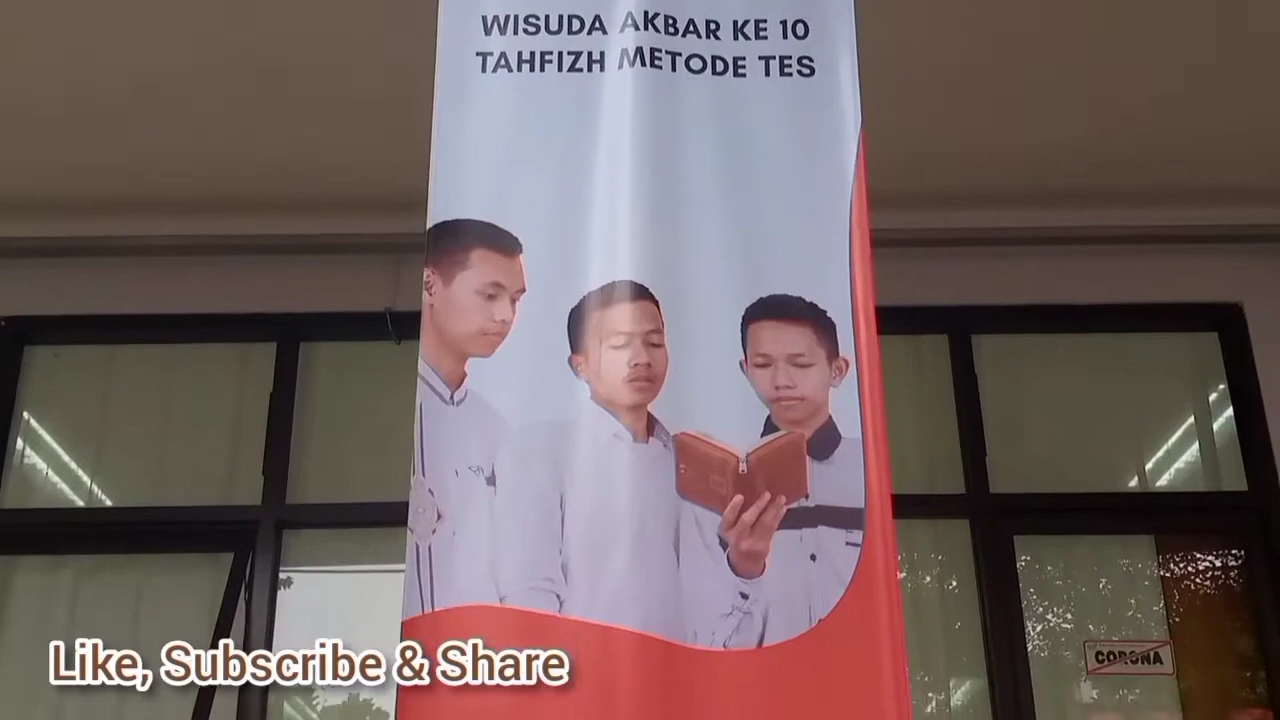 WISUDA AKBAR KE 10
TAHFIZH METODE TES
Like, Subscribe & Share
CORONA